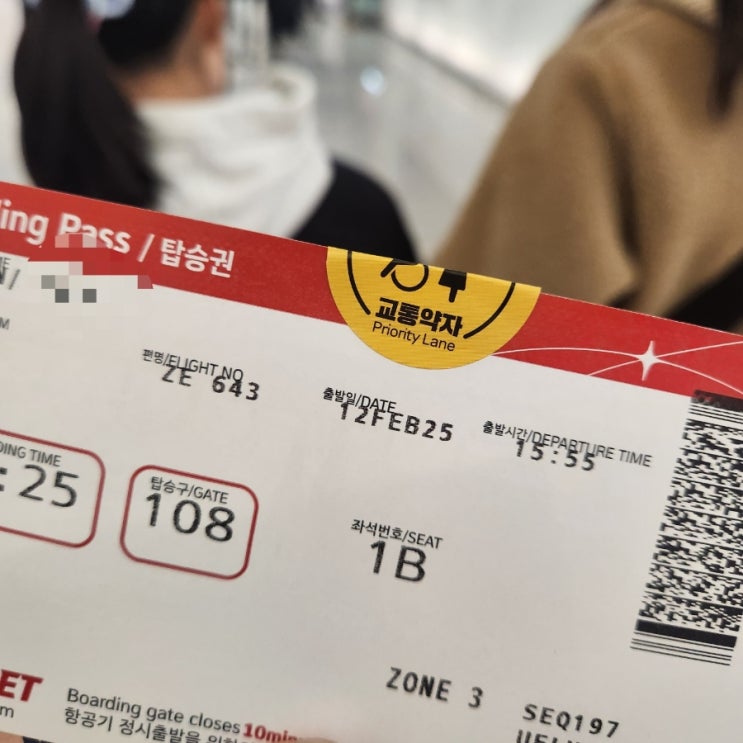 ing Pass / 탑승권
교통약자
Priority Lane
편명/FLIGHT NO
ZE 643
출발일/DATE
12FEB25
출발시간/DEPARTURE TIME
15:55
DING TIME
:25
탑승구/GATE
108
좌석번호/SEAT
1B
ZONE 3
SEQ197
ET
Boarding gate closes 10min
항공기 정시출발을